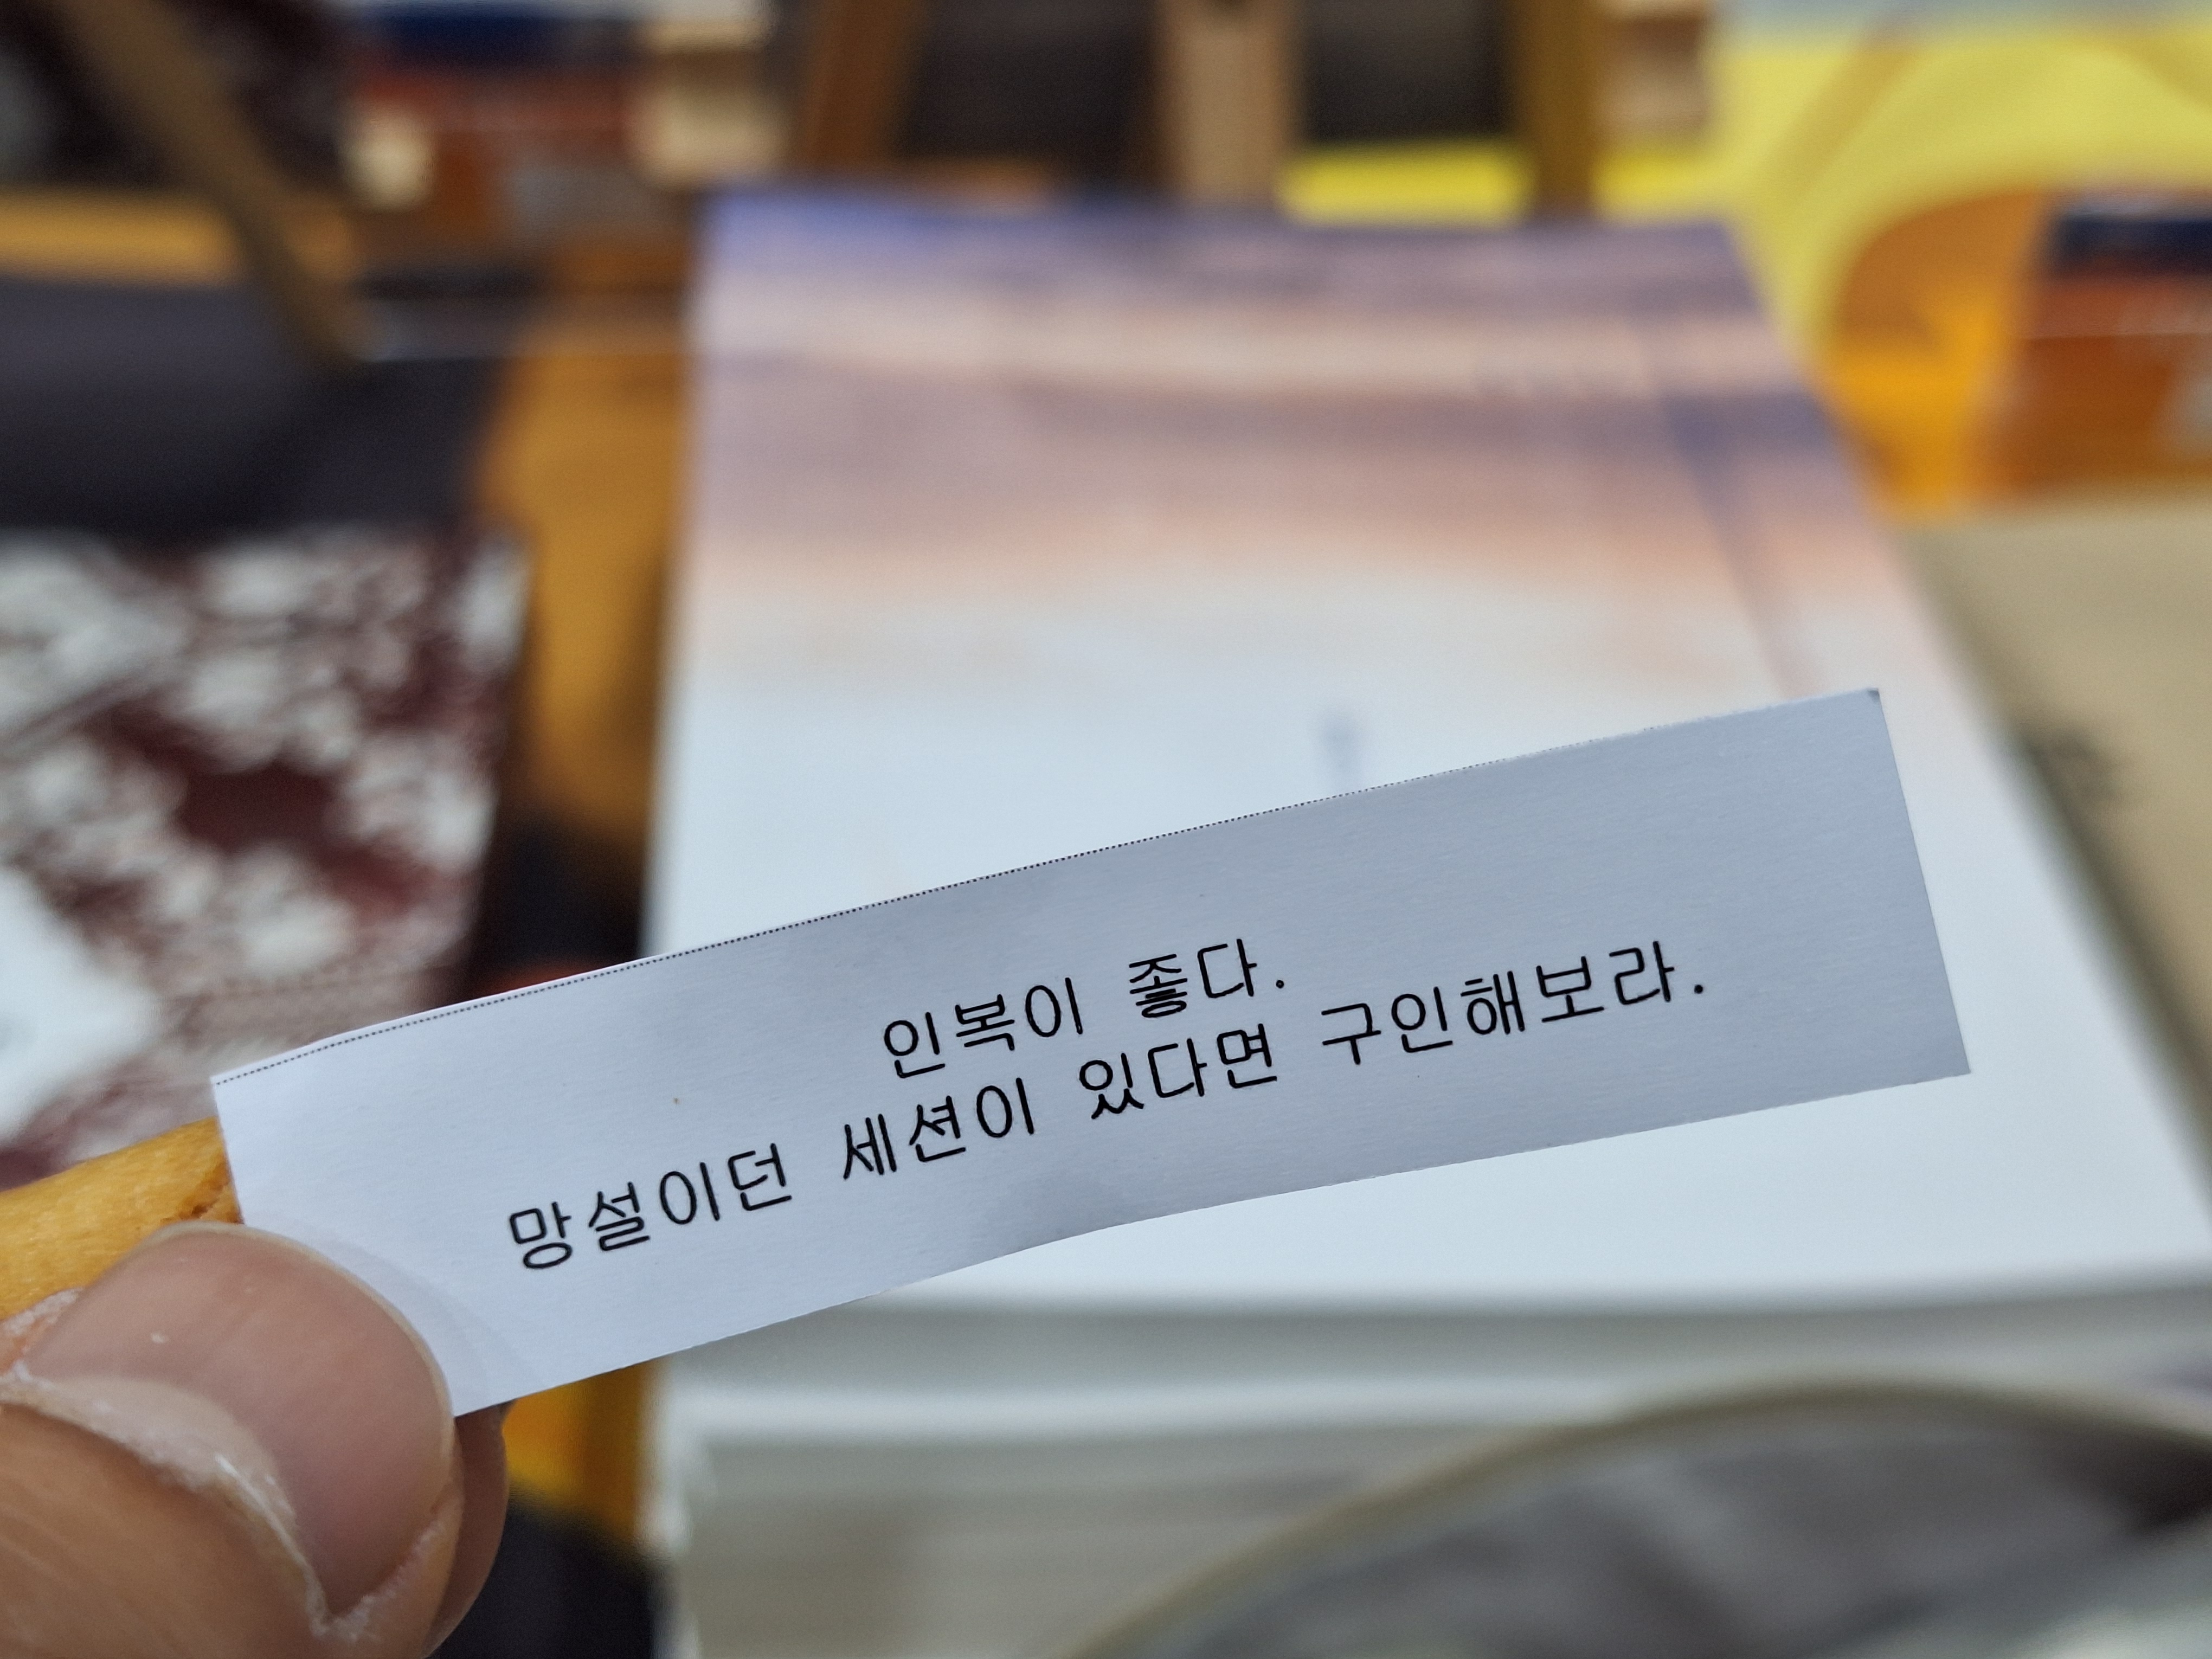 인복이 좋다.
망설이던 세션이 있다면 구인해보라.